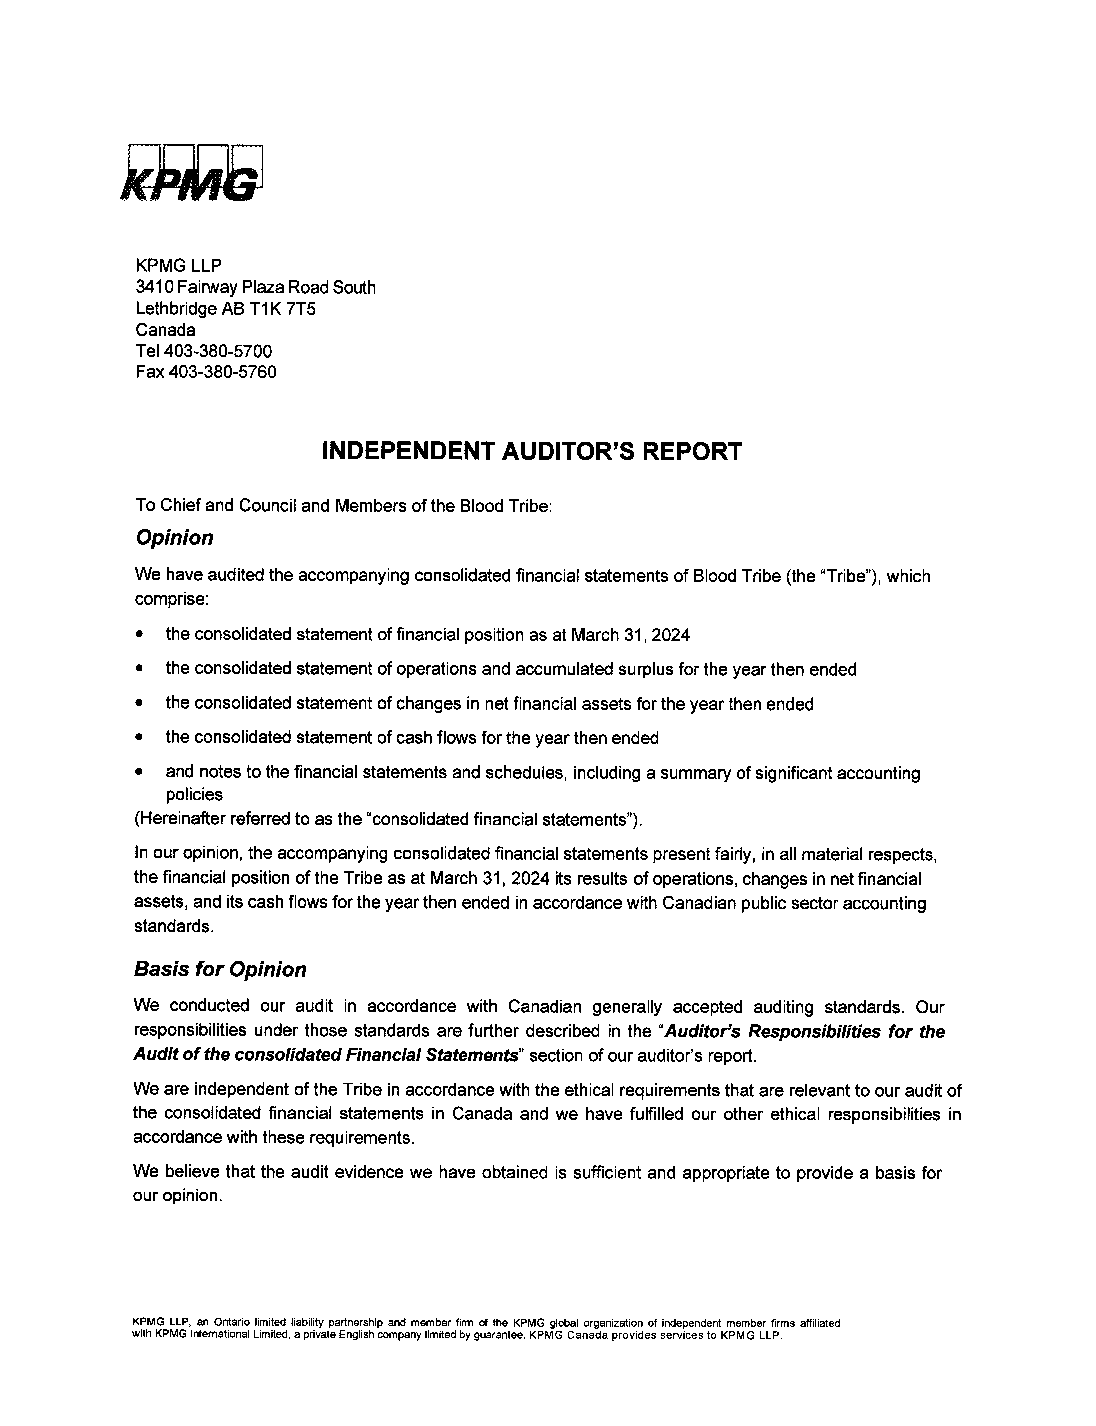 KPMG
KPMG LLP
3410 Fairway Plaza Road South
Lethbridge AB T1K 7T5
Canada
Tel 403-380-5700
Fax 403-380-5760
INDEPENDENT AUDITOR'S REPORT
To Chief and Council and Members of the Blood Tribe:
Opinion
We have audited the accompanying consolidated financial statements of Blood Tribe (the “Tribe”), which
comprise:
• the consolidated statement of financial position as at March 31, 2024
• the consolidated statement of operations and accumulated surplus for the year then ended
• the consolidated statement of changes in net financial assets for the year then ended
• the consolidated statement of cash flows for the year then ended
• and notes to the financial statements and schedules, including a summary of significant accounting
policies
(Hereinafter referred to as the “consolidated financial statements”).
In our opinion, the accompanying consolidated financial statements present fairly, in all material respects,
the financial position of the Tribe as at March 31, 2024 its results of operations, changes in net financial
assets, and its cash flows for the year then ended in accordance with Canadian public sector accounting
standards.
Basis for Opinion
We conducted our audit in accordance with Canadian generally accepted auditing standards. Our
responsibilities under those standards are further described in the “Auditor's Responsibilities for the
Audit of the consolidated Financial Statements” section of our auditor's report.
We are independent of the Tribe in accordance with the ethical requirements that are relevant to our audit of
the consolidated financial statements in Canada and we have fulfilled our other ethical responsibilities in
accordance with these requirements.
We believe that the audit evidence we have obtained is sufficient and appropriate to provide a basis for
our opinion.
KPMG LLP, an Ontario limited liability partnership and member firm of the KPMG global organization of independent member firms affiliated
with KPMG International Limited, a private English company limited by guarantee. KPMG Canada provides services to KPMG LLP.